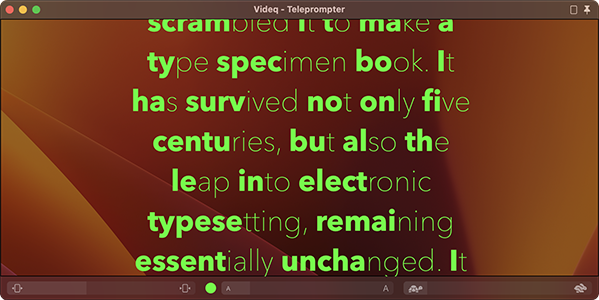 Videq - Teleprompter
scrambled it to make a
type specimen book. It
has survived not only five
centuries, but also the
leap into electronic
typesetting, remaining
essentially unchanged. It
A A